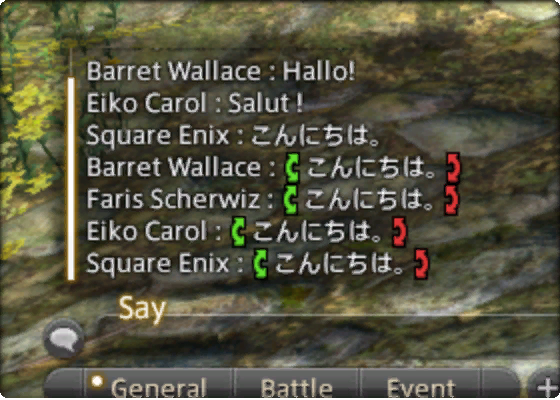 Barret Wallace : Hallo!
Eiko Carol : Salut !
Square Enix : こんにちは。
Barret Wallace : こんにちは。
Faris Scherwiz : こんにちは。
Eiko Carol : こんにちは。
Square Enix : こんにちは。
Say
General Battle Event +